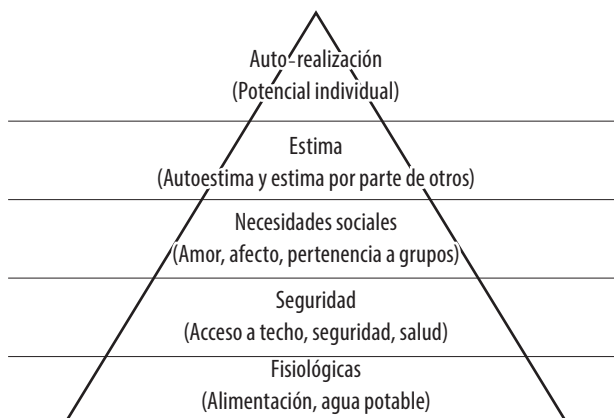 Auto-realización
(Potencial individual)
Estima
(Autoestima y estima por parte de otros)
Necesidades sociales
(Amor, afecto, pertenencia a grupos)
Seguridad
(Acceso a techo, seguridad, salud)
Fisiológicas
(Alimentación, agua potable)